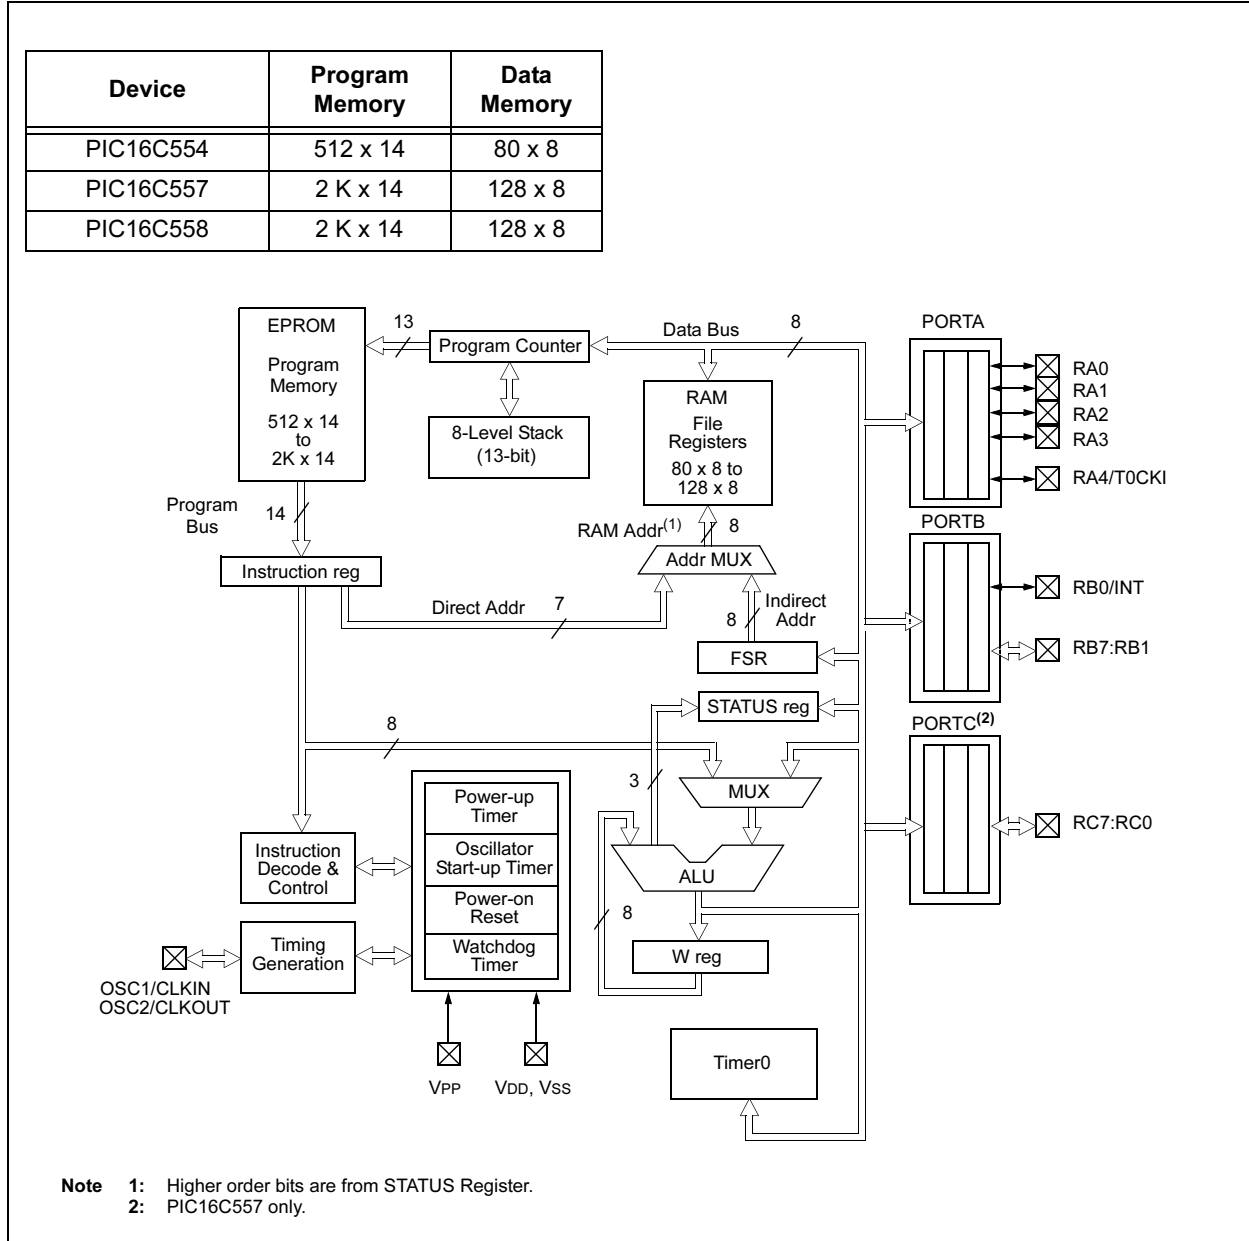 Device Program Memory Data Memory
PIC16C554 512 x 14 80 x 8
PIC16C557 2 K x 14 128 x 8
PIC16C558 2 K x 14 128 x 8
EPROM
Program
Memory
512 x 14
to
2K x 14
13
Program Counter
Data Bus
8
PORTA
RA0
RA1
RA2
RA3
RA4/T0CKI
8-Level Stack
(13-bit)
RAM
File
Registers
80 x 8 to
128 x 8
Program
Bus
14
RAM Addr(1)
8
PORTB
Instruction reg
Addr MUX
RB0/INT
Direct Addr
7
8
Indirect
Addr
RB7:RB1
FSR
STATUS reg
PORTC(2)
8
3
MUX
RC7:RC0
Power-up
Timer
Instruction
Decode &
Control
Oscillator
Start-up Timer
ALU
Power-on
Reset
8
Timing
Generation
Watchdog
Timer
W reg
OSC1/CLKIN
OSC2/CLKOUT
VPP
VDD, VSS
Timer0
Note 1: Higher order bits are from STATUS Register.
2: PIC16C557 only.